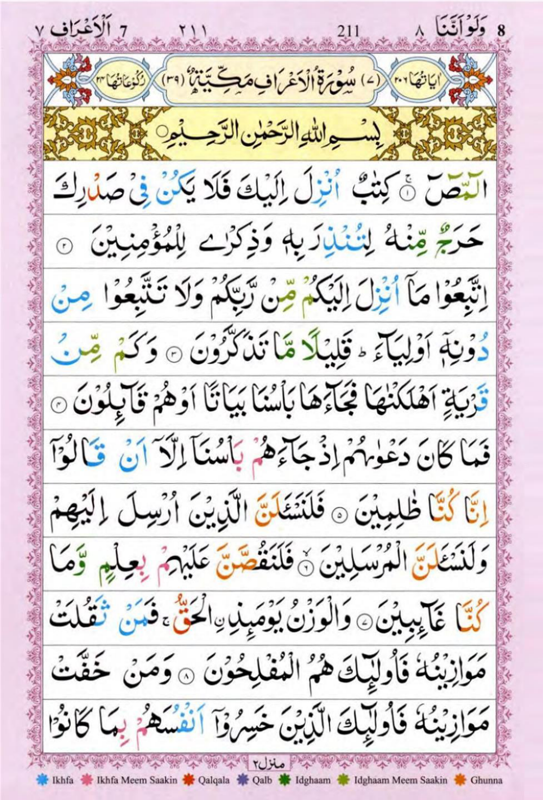 8 وَلَوْاَنَّنَا ٨ 211 ٢١١ 7 اَلْاَعْرَاف ٧
اٰيَاتُهَا ٢٠٦ (٧) سُوْرَةُ الْاَعْرَافِ مَكِّيَّةٌ (٣٩) رُكُوْعَاتُهَا ٢٤
بِسْمِ اللّٰهِ الرَّحْمٰنِ الرَّحِيْمِ
الٓمّٓصٓ ١ كِتٰبٌ اُنْزِلَ اِلَيْكَ فَلَا يَكُنْ فِيْ صَدْرِكَ
حَرَجٌ مِّنْهُ لِتُنْذِرَ بِهٖ وَذِكْرٰى لِلْمُؤْمِنِيْنَ ٢
اِتَّبِعُوْا مَآ اُنْزِلَ اِلَيْكُمْ مِّنْ رَّبِّكُمْ وَلَا تَتَّبِعُوْا مِنْ
دُوْنِهٖٓ اَوْلِيَآءَ ؕ قَلِيْلًا مَّا تَذَكَّرُوْنَ ٣ وَكَمْ مِّنْ
قَرْيَةٍ اَهْلَكْنٰهَا فَجَآءَهَا بَاْسُنَا بَيَاتًا اَوْ هُمْ قَآئِلُوْنَ ٤
فَمَا كَانَ دَعْوٰىهُمْ اِذْ جَآءَهُمْ بَاْسُنَآ اِلَّآ اَنْ قَالُوْٓا
اِنَّا كُنَّا ظٰلِمِيْنَ ٥ فَلَنَسْـَٔلَنَّ الَّذِيْنَ اُرْسِلَ اِلَيْهِمْ
وَلَنَسْـَٔلَنَّ الْمُرْسَلِيْنَ ٦ فَلَنَقُصَّنَّ عَلَيْهِمْ بِعِلْمٍ وَّمَا
كُنَّا غَآئِبِيْنَ ٧ وَالْوَزْنُ يَوْمَئِذِ ِۨالْحَقُّ ۚ فَمَنْ ثَقُلَتْ
مَوَازِيْنُهٗ فَاُولٰٓئِكَ هُمُ الْمُفْلِحُوْنَ ٨ وَمَنْ خَفَّتْ
مَوَازِيْنُهٗ فَاُولٰٓئِكَ الَّذِيْنَ خَسِرُوْٓا اَنْفُسَهُمْ بِمَا كَانُوْا
منزل ٢
Ikhfa Ikhfa Meem Saakin Qalqala Qalb Idghaam Idghaam Meem Saakin Ghunna